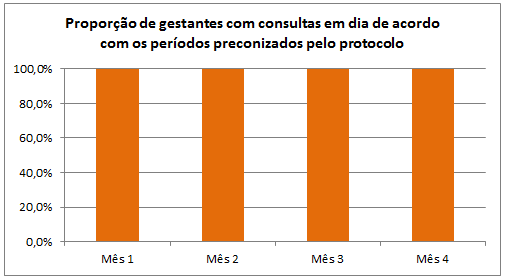 Proporção de gestantes com consultas em dia de acordo
com os períodos preconizados pelo protocolo
100,0%
80,0%
60,0%
40,0%
20,0%
0,0%
Mês 1 Mês 2 Mês 3 Mês 4